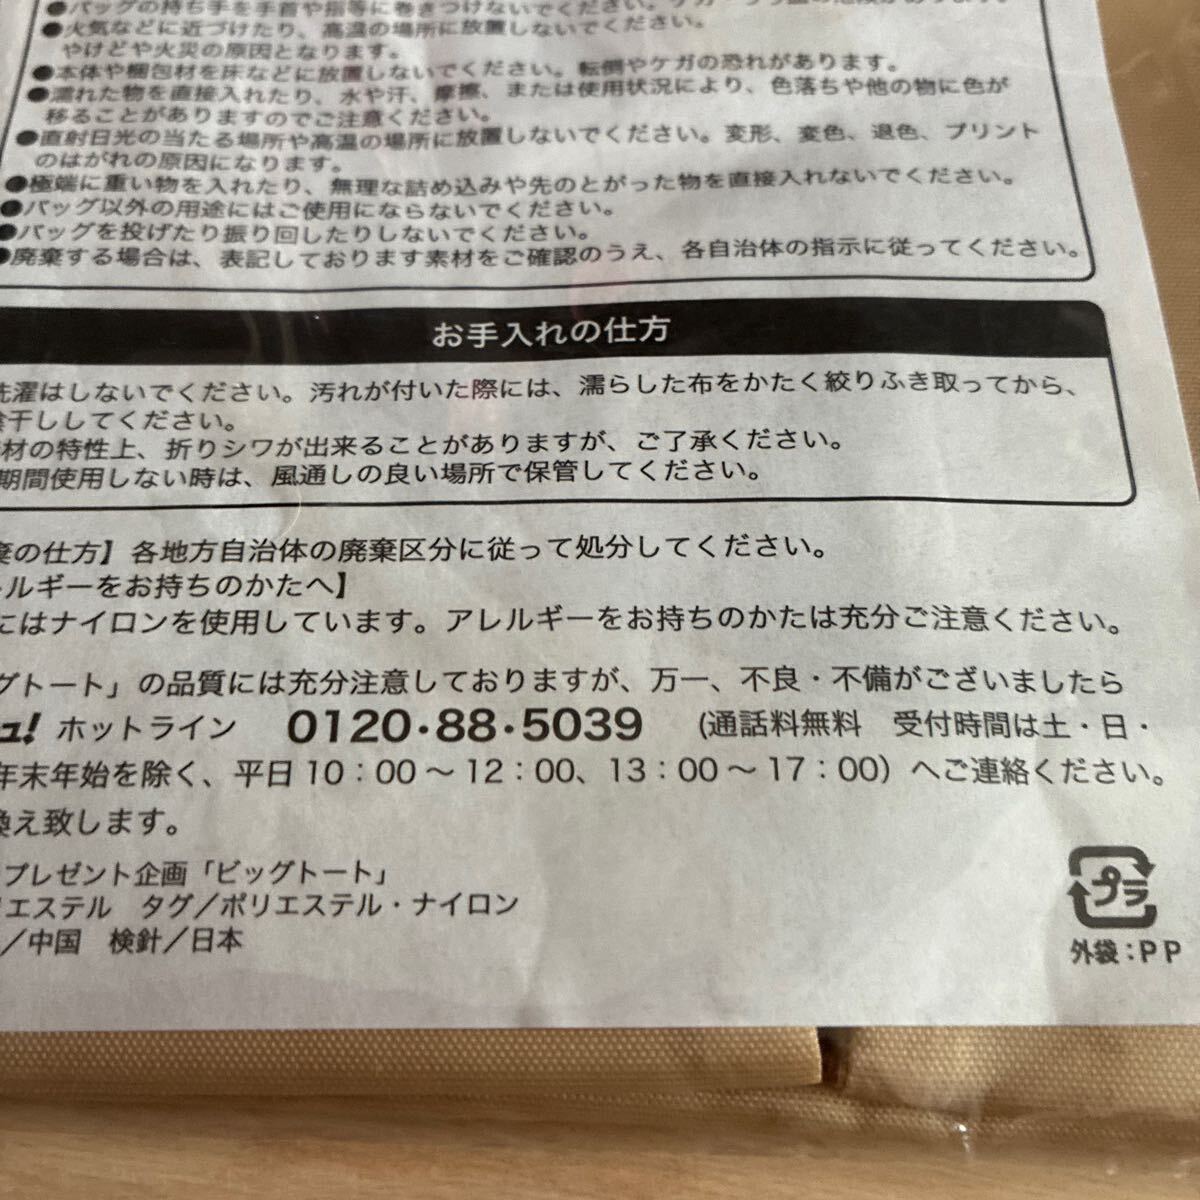 ●バッグの持ち手を手首や指等に巻きつけないでください。
●火気などに近づけたり、高温の場所に放置しないでください。
やけどや火災の原因となります。
●本体や梱包材を床などに放置しないでください。転倒やケガの恐れがあります。
●濡れた物を直接入れたり、水や汗、摩擦、または使用状況により、色落ちや他の物に色が
移ることがありますのでご注意ください。
●直射日光の当たる場所や高温の場所に放置しないでください。変形、変色、退色、プリント
のはがれの原因になります。
●極端に重い物を入れたり、無理な詰め込みや先のとがった物を直接入れないでください。
●バッグ以外の用途にはご使用にならないでください。
●バッグを投げたり振り回したりしないでください。
●廃棄する場合は、表記しております素材をご確認のうえ、各自治体の指示に従ってください。
お手入れの仕方
洗濯はしないでください。汚れが付いた際には、濡らした布をかたく絞りふき取ってから、
陰干ししてください。
材の特性上、折りシワが出来ることがありますが、ご了承ください。
期間使用しない時は、風通しの良い場所で保管してください。
棄の仕方】各地方自治体の廃棄区分に従って処分してください。
レルギーをお持ちのかたへ】
にはナイロンを使用しています。アレルギーをお持ちのかたは充分ご注意ください。
グトート」の品質には充分注意しておりますが、万一、不良・不備がございましたら
ュ! ホットライン 0120・88・5039 (通話料無料 受付時間は土・日・
年末年始を除く、平日10:00〜12:00、13:00〜17:00)へご連絡ください。
換え致します。
プレゼント企画「ビッグトート」
リエステル タグ/ポリエステル・ナイロン
/中国 検針/日本
プラ
外袋:PP